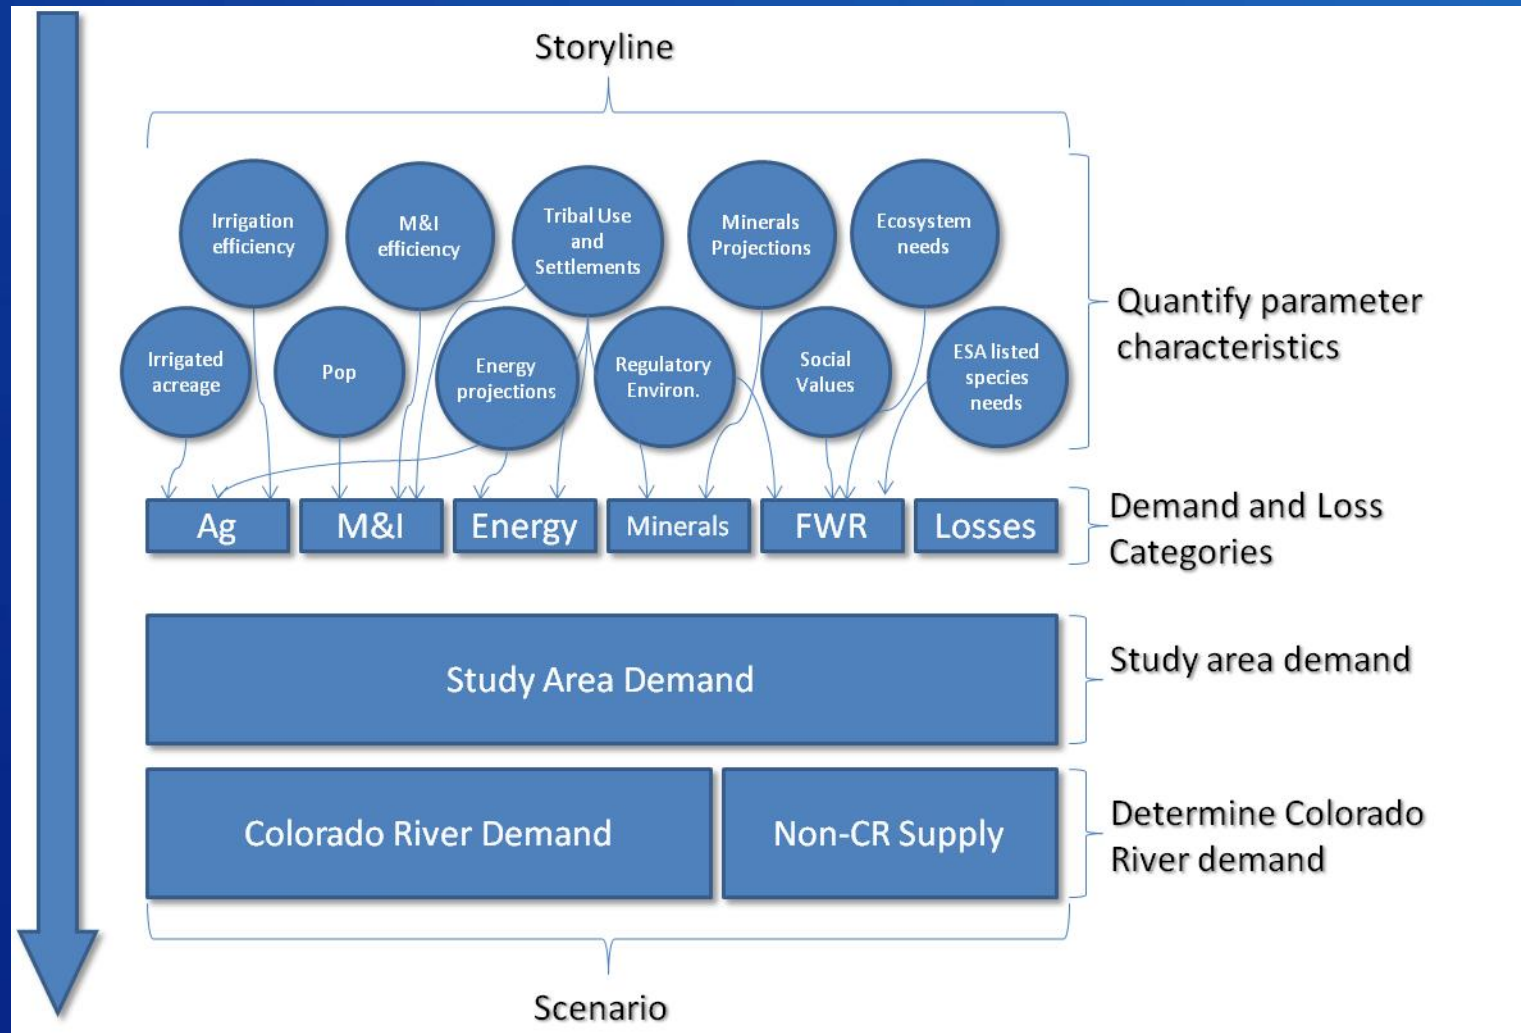 Storyline
Irrigation
efficiency
M&I
efficiency
Tribal Use
and
Settlements
Minerals
Projections
Ecosystem
needs
Irrigated
acreage
Pop
Energy
projections
Regulatory
Environ.
Social
Values
ESA listed
species
needs
Quantify parameter
characteristics
Ag
M&I
Energy
Minerals
FWR
Losses
Demand and Loss
Categories
Study Area Demand
Study area demand
Colorado River Demand
Non-CR Supply
Determine Colorado
River demand
Scenario